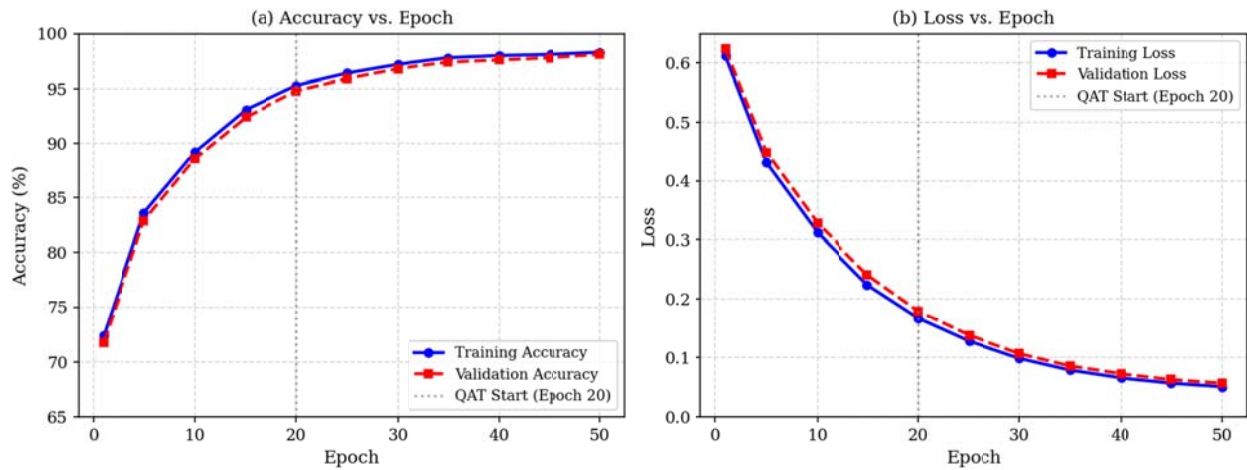 (a) Accuracy vs. Epoch
100
95
90
85
80
75
70
65
Accuracy (%)
0 10 20 30 40 50
Epoch
Training Accuracy
Validation Accuracy
QAT Start (Epoch 20)
(b) Loss vs. Epoch
0.6
0.5
0.4
0.3
0.2
0.1
0.0
Loss
0 10 20 30 40 50
Epoch
Training Loss
Validation Loss
QAT Start (Epoch 20)